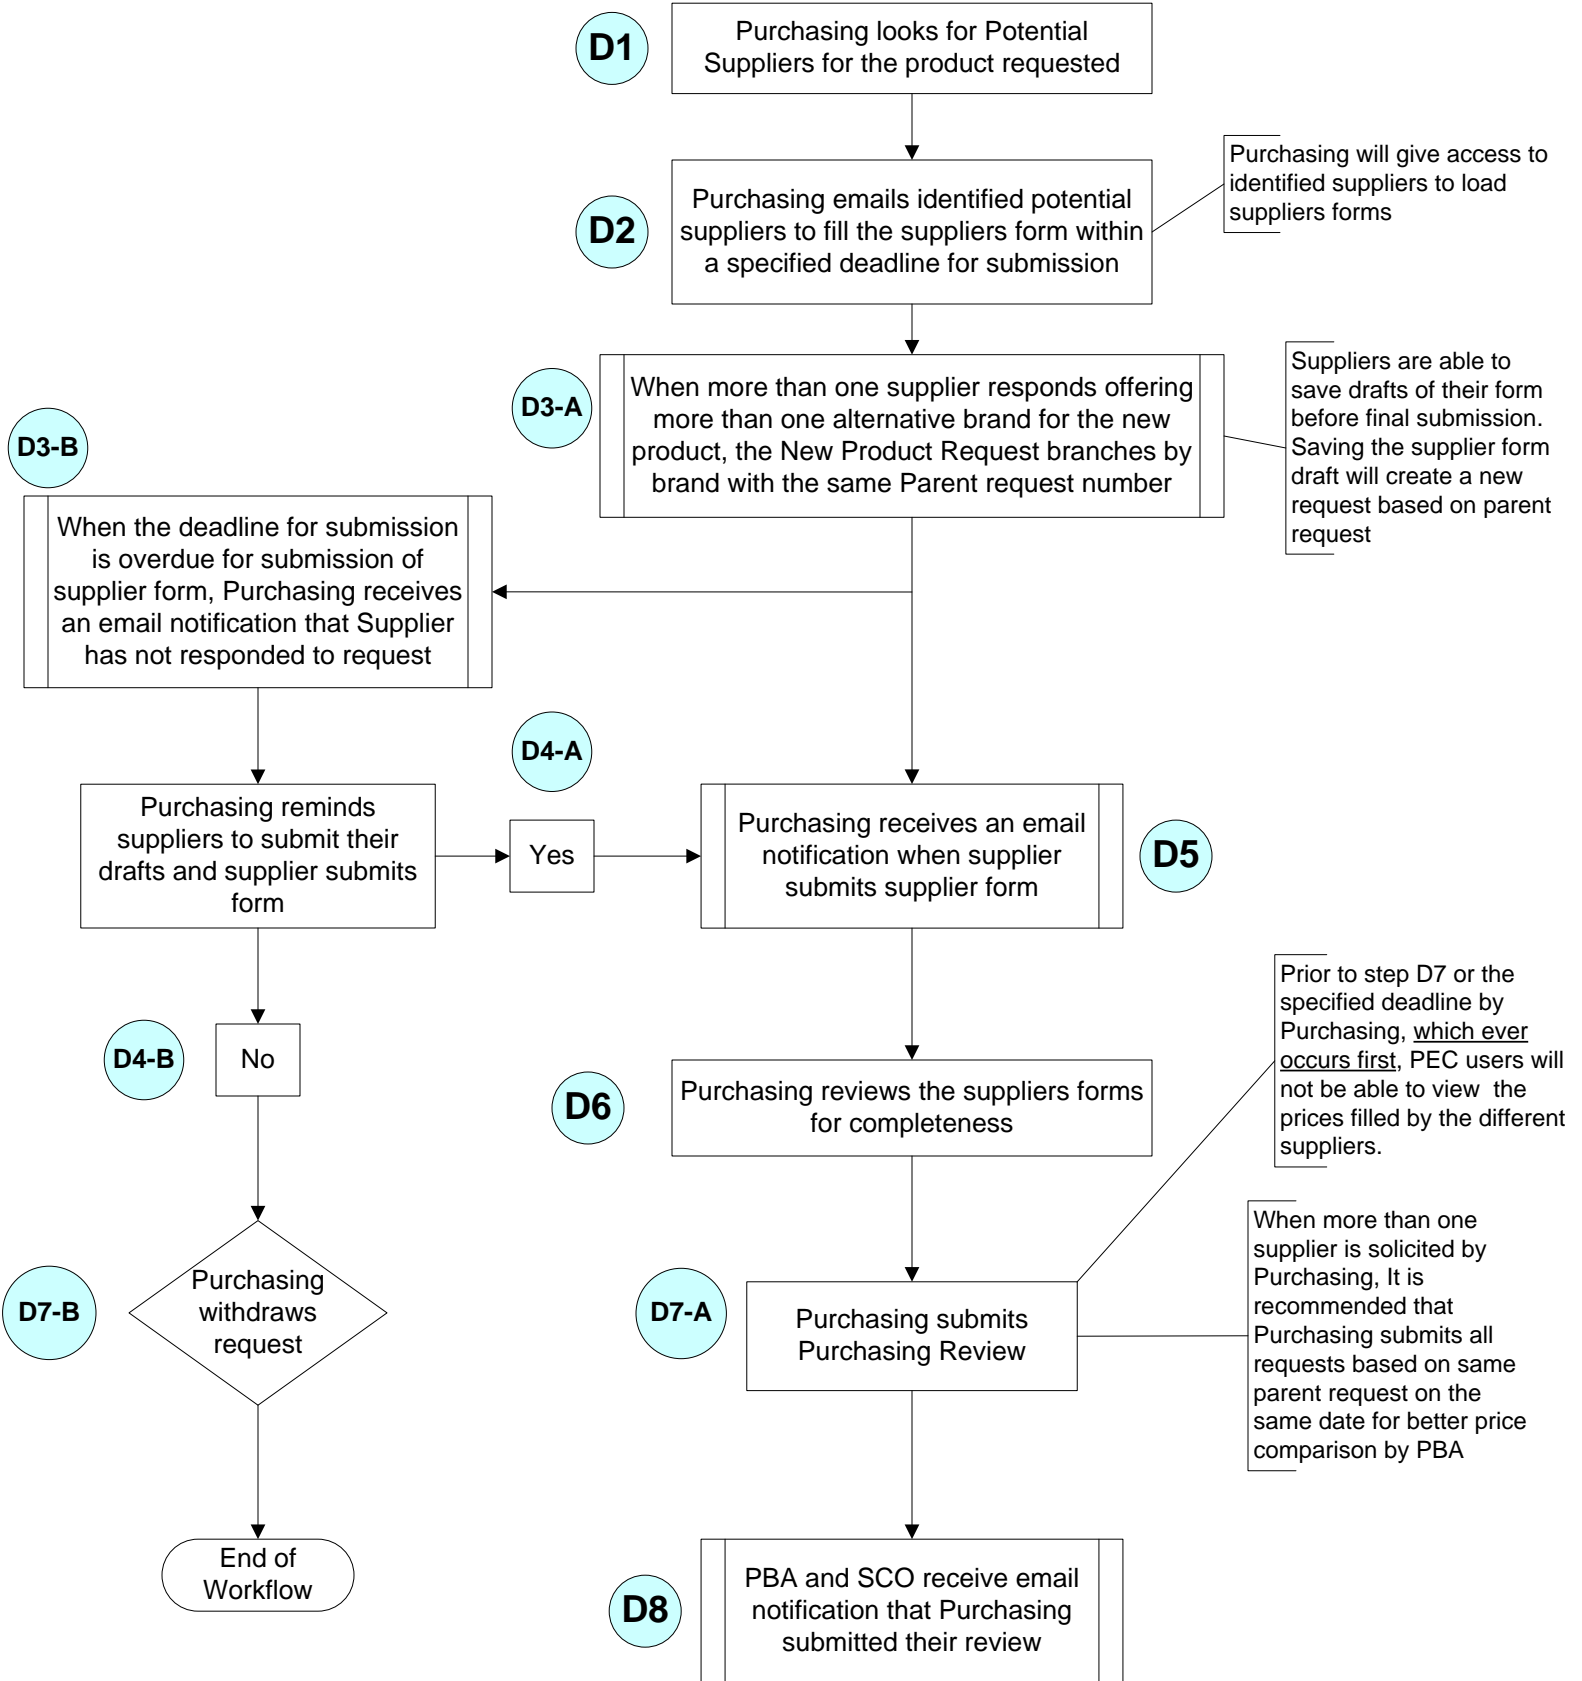 D1
Purchasing looks for Potential
Suppliers for the product requested
D2
Purchasing emails identified potential
suppliers to fill the suppliers form within
a specified deadline for submission
Purchasing will give access to
identified suppliers to load
suppliers forms
D3-A
When more than one supplier responds offering
more than one alternative brand for the new
product, the New Product Request branches by
brand with the same Parent request number
Suppliers are able to
save drafts of their form
before final submission.
Saving the supplier form
draft will create a new
request based on parent
request
D3-B
When the deadline for submission
is overdue for submission of
supplier form, Purchasing receives
an email notification that Supplier
has not responded to request
D4-A
Purchasing reminds
suppliers to submit their
drafts and supplier submits
form
Yes
Purchasing receives an email
notification when supplier
submits supplier form
D5
D4-B
No
D6
Purchasing reviews the suppliers forms
for completeness
Prior to step D7 or the
specified deadline by
Purchasing, which ever
occurs first, PEC users will
not be able to view  the
prices filled by the different
suppliers.
D7-B
Purchasing
withdraws
request
D7-A
Purchasing submits
Purchasing Review
When more than one
supplier is solicited by
Purchasing, It is
recommended that
Purchasing submits all
requests based on same
parent request on the
same date for better price
comparison by PBA
End of
Workflow
D8
PBA and SCO receive email
notification that Purchasing
submitted their review